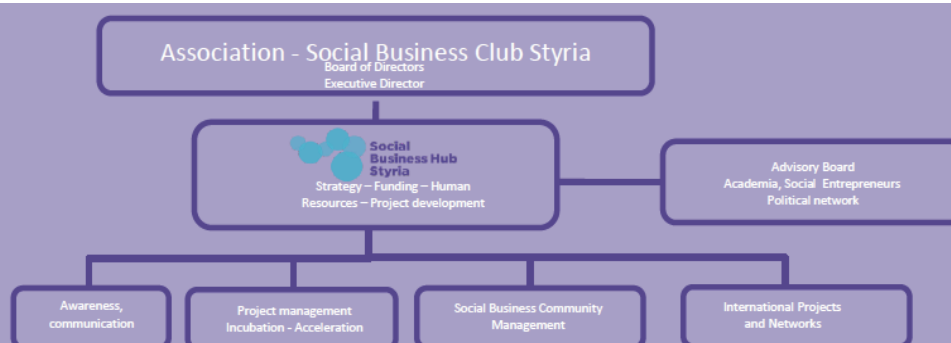 Association - Social Business Club Styria
Board of Directors
Executive Director
Social
Business Hub
Styria
Strategy – Funding – Human
Resources – Project development
Advisory Board
Academia, Social Entrepreneurs
Political network
Awareness,
communication
Project management
Incubation - Acceleration
Social Business Community
Management
International Projects
and Networks